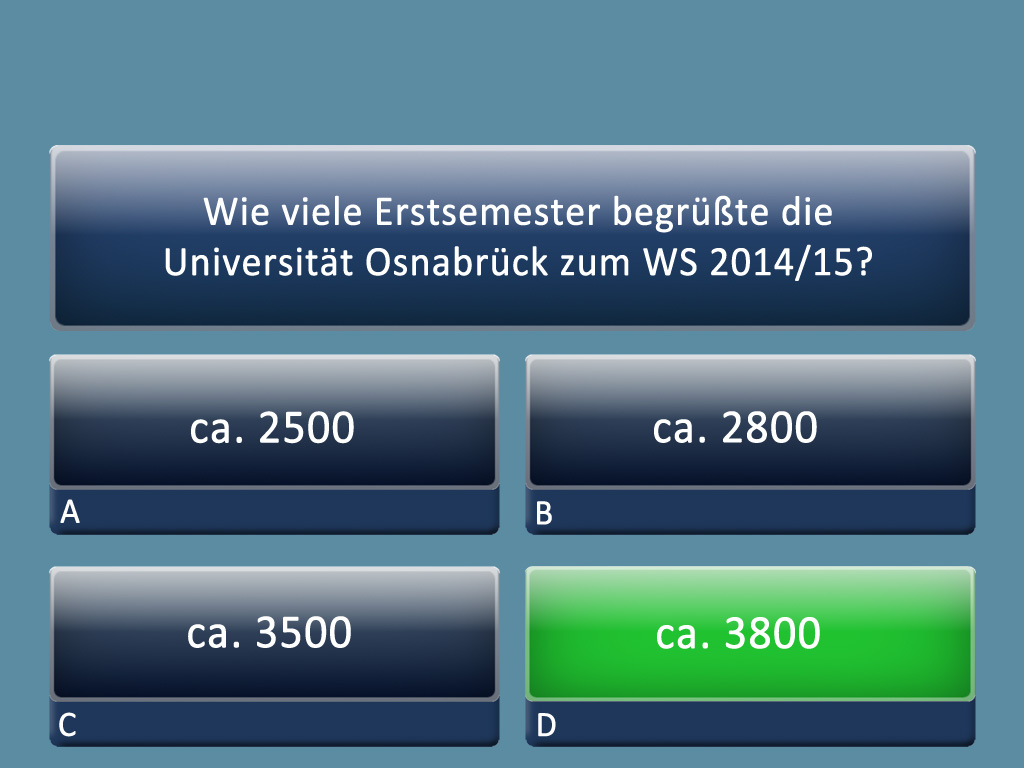 Wie viele Erstsemester begrüßte die
Universität Osnabrück zum WS 2014/15?
ca. 2500
A
ca. 2800
B
ca. 3500
C
ca. 3800
D